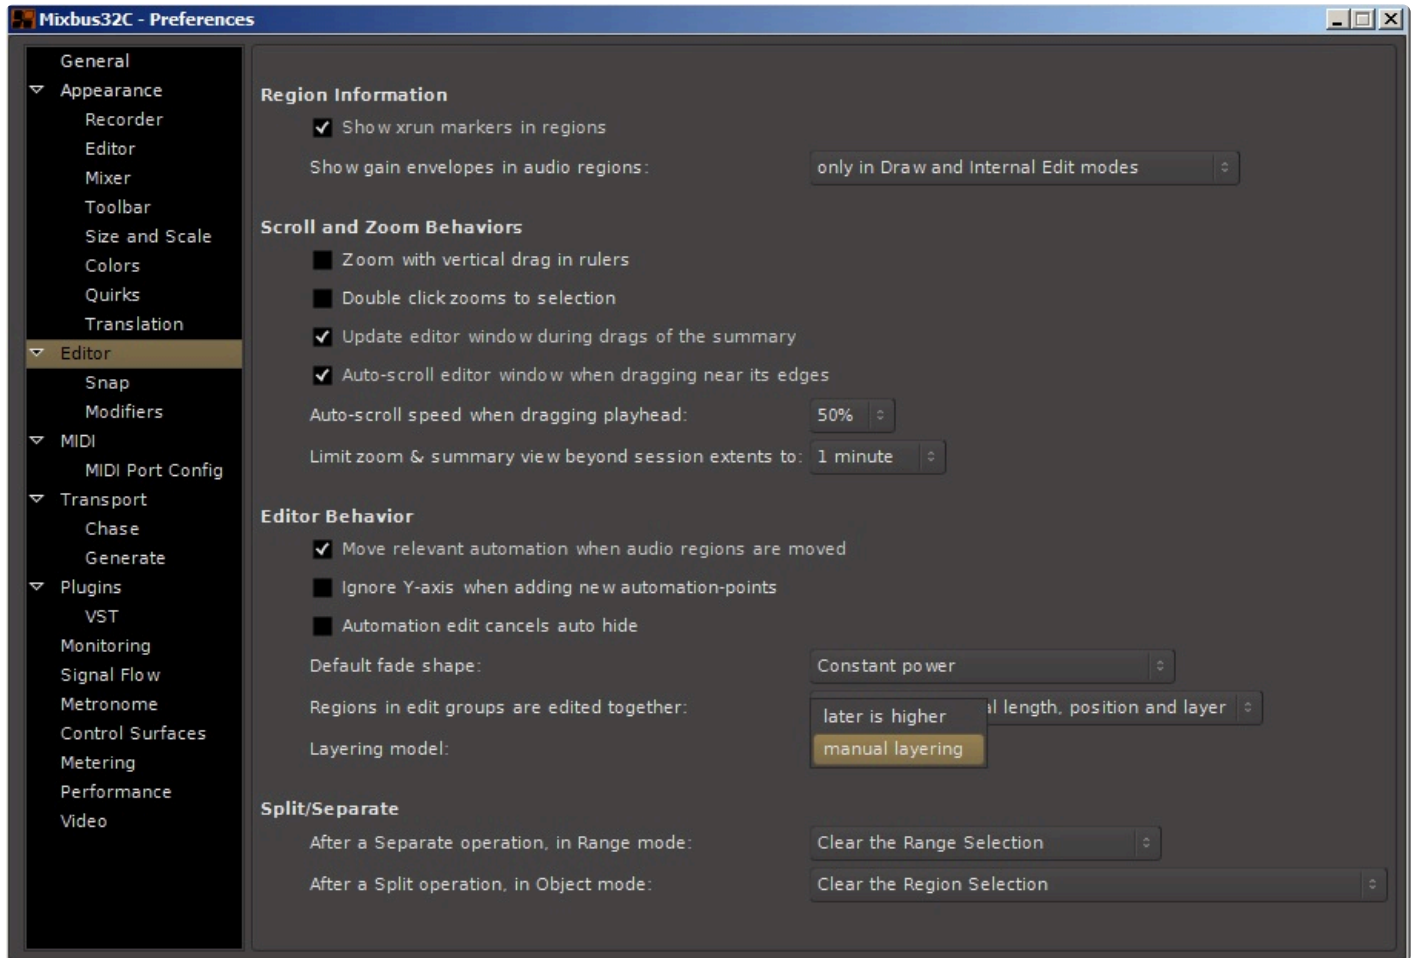 Mixbus32C - Preferences
General
Appearance
Recorder
Editor
Mixer
Toolbar
Size and Scale
Colors
Quirks
Translation
Editor
Snap
Modifiers
MIDI
MIDI Port Config
Transport
Chase
Generate
Plugins
VST
Monitoring
Signal Flow
Metronome
Control Surfaces
Metering
Performance
Video
Region Information
Show xrun markers in regions
Show gain envelopes in audio regions: only in Draw and Internal Edit modes
Scroll and Zoom Behaviors
Zoom with vertical drag in rulers
Double click zooms to selection
Update editor window during drags of the summary
Auto-scroll editor window when dragging near its edges
Auto-scroll speed when dragging playhead: 50%
Limit zoom & summary view beyond session extents to: 1 minute
Editor Behavior
Move relevant automation when audio regions are moved
Ignore Y-axis when adding new automation-points
Automation edit cancels auto hide
Default fade shape: Constant power
Regions in edit groups are edited together: length, position and layer
later is higher
Layering model: manual layering
Split/Separate
After a Separate operation, in Range mode: Clear the Range Selection
After a Split operation, in Object mode: Clear the Region Selection